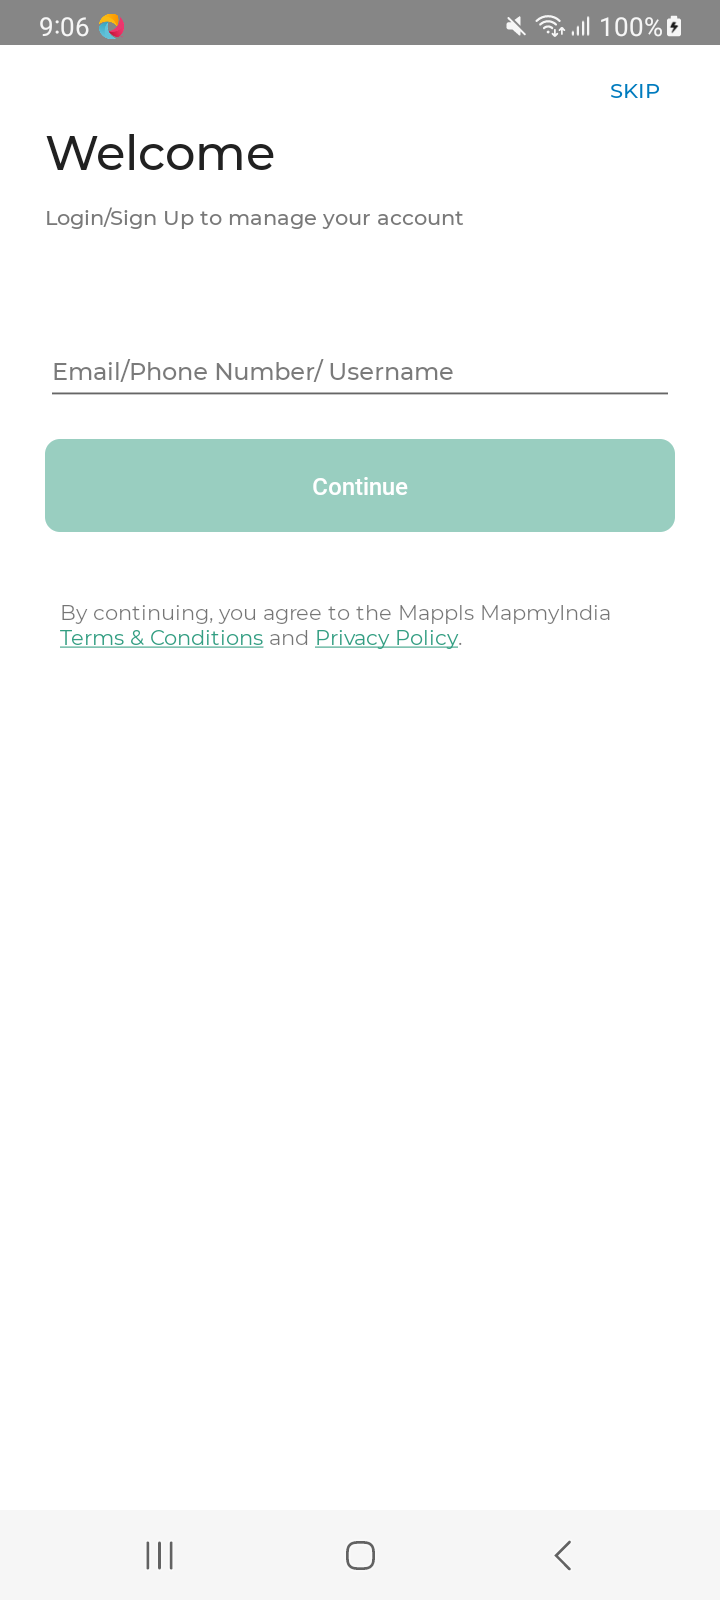 9:06 100%
SKIP
Welcome
Login/Sign Up to manage your account
Email/Phone Number/ Username
Continue
By continuing, you agree to the Mappls MapmyIndia
Terms & Conditions and Privacy Policy.